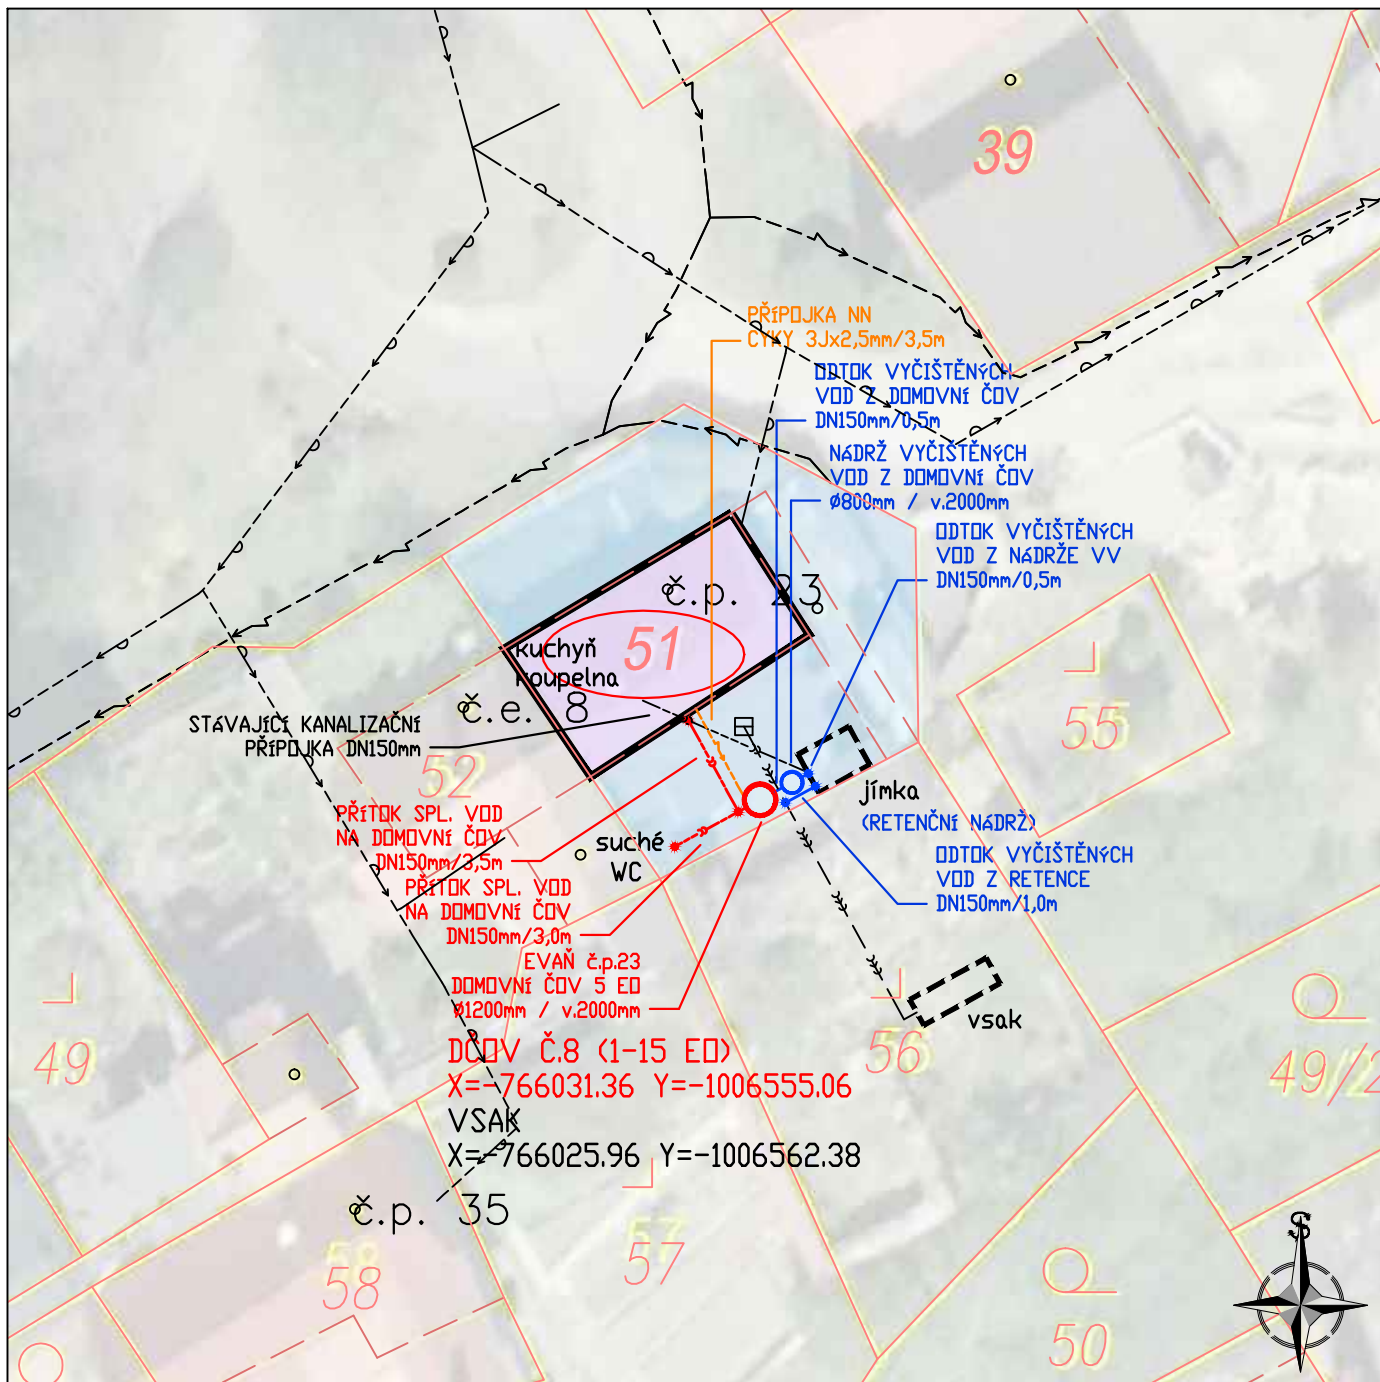 39
PŘÍPOJKA NN
CYKY 3Jx2,5mm/3,5m
ODTOK VYČIŠTĚNÝCH
VOD Z DOMOVNÍ ČOV
DN150mm/0,5m
NÁDRŽ VYČIŠTĚNÝCH
VOD Z DOMOVNÍ ČOV
ø800mm / v.2000mm
ODTOK VYČIŠTĚNÝCH
VOD Z NÁDRŽE VV
DN150mm/0,5m
č.p. 23
51
kuchyň
koupelna
č.e. 8
STÁVAJÍCÍ KANALIZAČNÍ
PŘÍPOJKA DN150mm
52
55
jímka
(RETENČNÍ NÁDRŽ)
PŘÍTOK SPL. VOD
NA DOMOVNÍ ČOV
DN150mm/3,5m
suché
WC
ODTOK VYČIŠTĚNÝCH
VOD Z RETENCE
DN150mm/1,0m
PŘÍTOK SPL. VOD
NA DOMOVNÍ ČOV
DN150mm/3,0m
EVAŇ č.p.23
DOMOVNÍ ČOV 5 EO
ø1200mm / v.2000mm
vsak
49
56
49/2
DČOV Č.8 (1-15 EO)
X=-766031.36 Y=-1006555.06
VSAK
X=-766025.96 Y=-1006562.38
č.p. 35
58
58
57
57
50
S